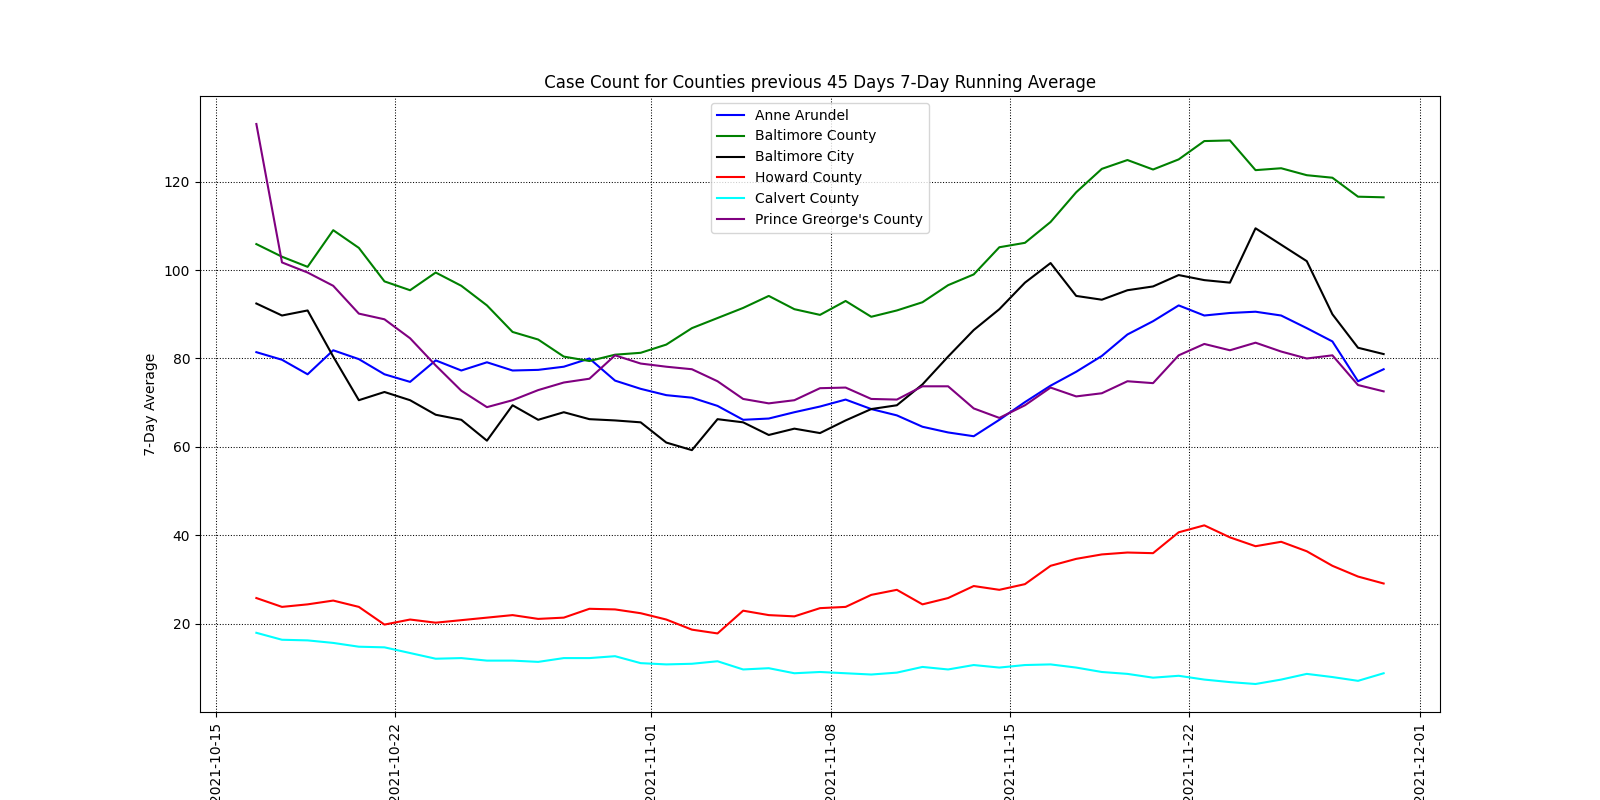 Case Count for Counties previous 45 Days 7-Day Running Average
Anne Arundel
Baltimore County
Baltimore City
Howard County
Calvert County
Prince Greorge's County
7-Day Average
120
100
80
60
40
20
2021-10-15
2021-10-22
2021-11-01
2021-11-08
2021-11-15
2021-11-22
2021-12-01